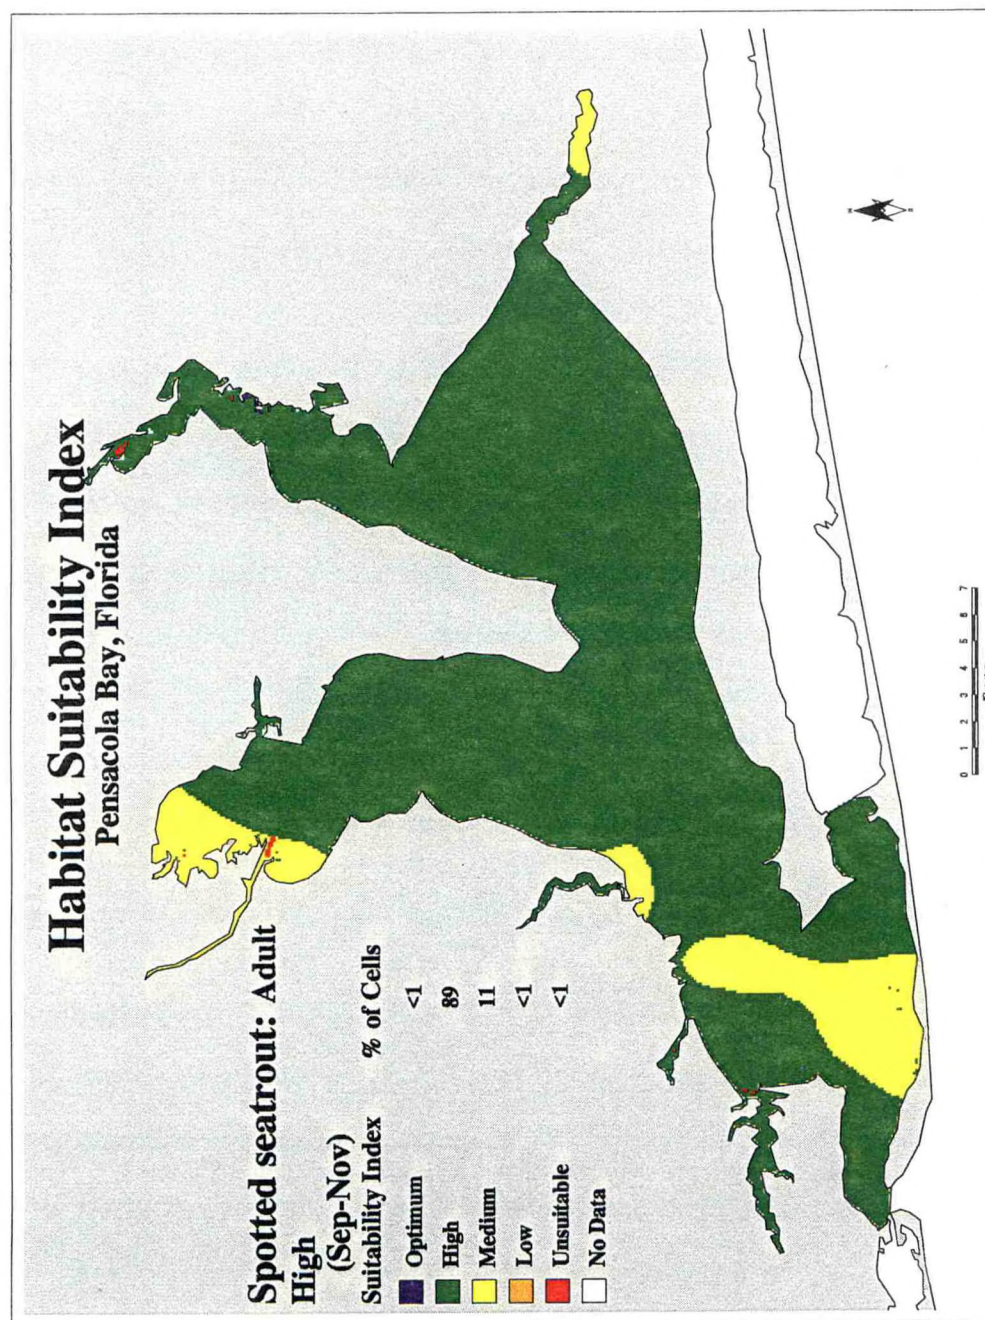 Habitat Suitability Index
Pensacola Bay, Florida
Spotted seatrout: Adult
High
(Sep-Nov)
Suitability Index % of Cells
Optimum <1
High 89
Medium 11
Low <1
Unsuitable <1
No Data
0 1 2 3 4 5 6 7